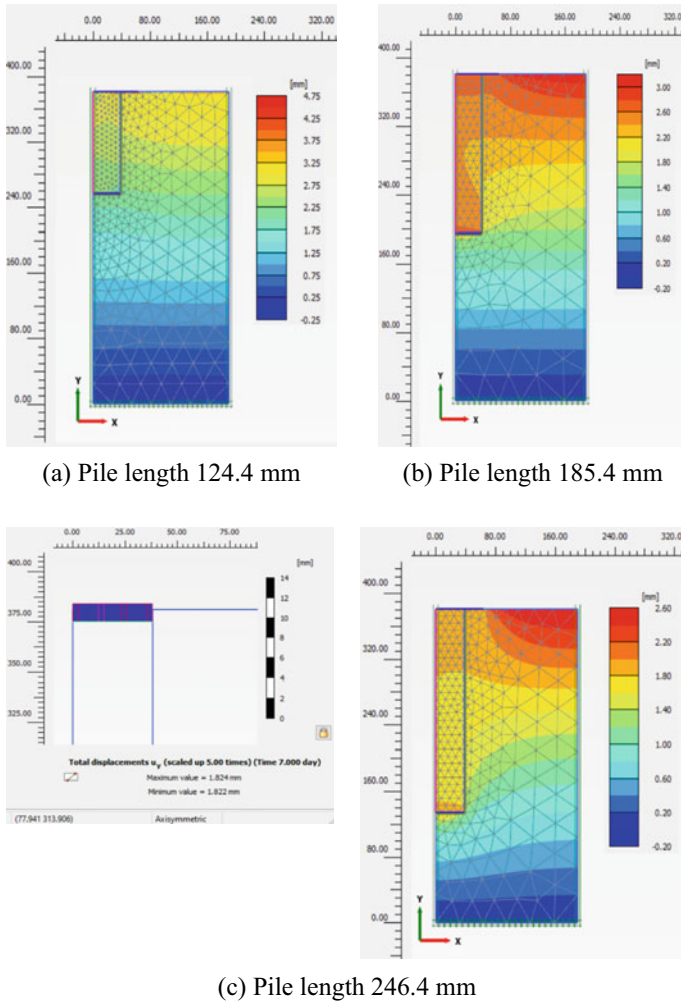 0.00 80.00 160.00 240.00 320.00
400.00
320.00
240.00
160.00
80.00
0.00
[mm]
4.75
4.25
3.75
3.25
2.75
2.25
1.75
1.25
0.75
0.25
-0.25
Y
X
(a) Pile length 124.4 mm
0.00 80.00 160.00 240.00 320.0
400.00
320.00
240.00
160.00
80.00
0.00
[mm]
3.00
2.60
2.20
1.80
1.40
1.00
0.60
0.20
-0.20
Y
X
(b) Pile length 185.4 mm
0.00 25.00 50.00 75.00
400.00
375.00
350.00
325.00
[mm]
14
12
10
8
6
4
2
0
Total displacements uy (scaled up 5.00 times) (Time 7.000 day)
Maximum value = 1.824 mm
Minimum value = 1.822 mm
(77.941 313.906) Axisymmetric
0.00 80.00 160.00 240.00 320.0
400.00
320.00
240.00
160.00
80.00
0.00
[mm]
2.60
2.20
1.80
1.40
1.00
0.60
0.20
-0.20
Y
X
(c) Pile length 246.4 mm